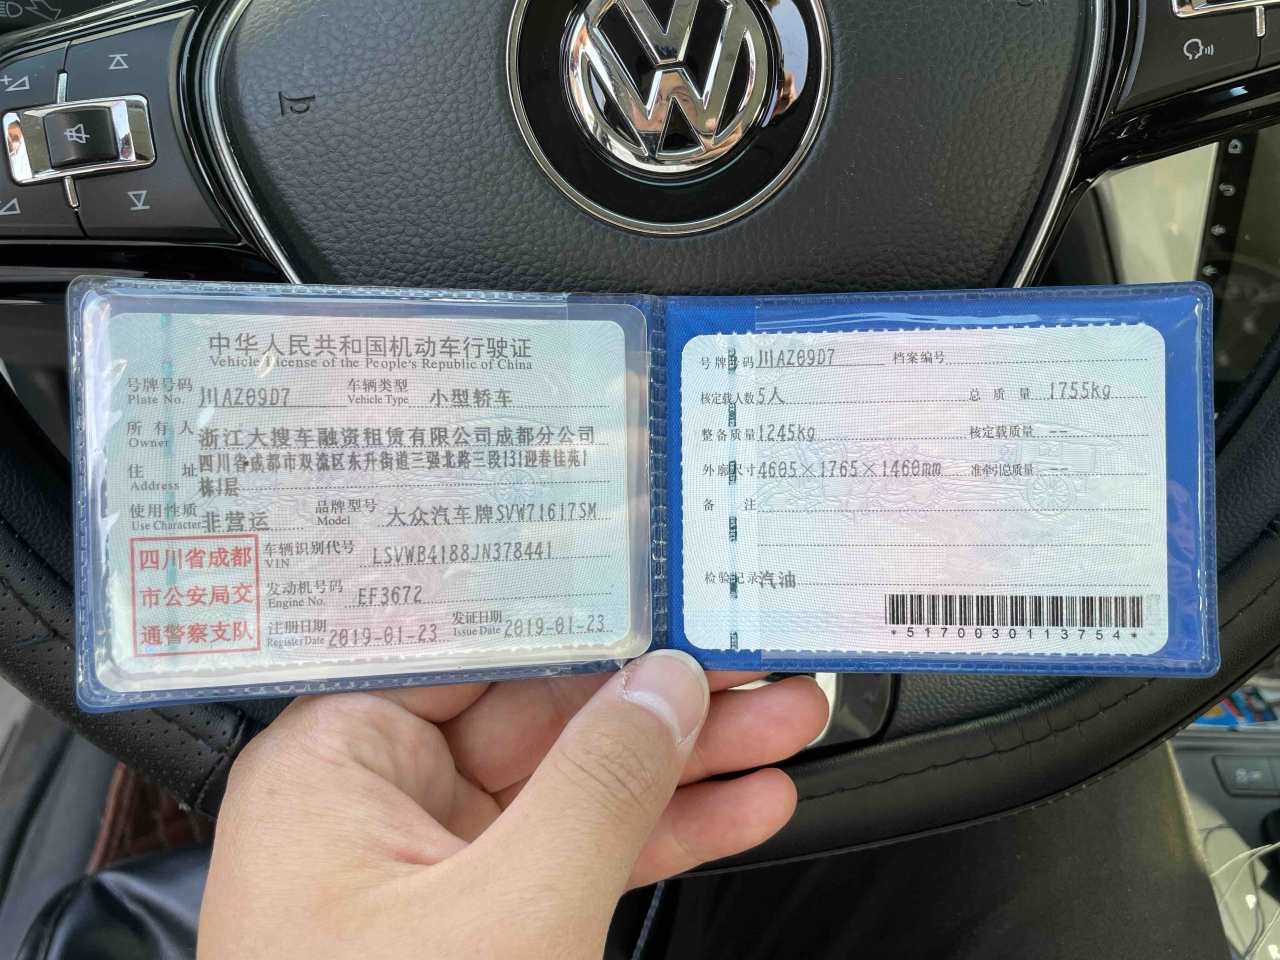 中华人民共和国机动车行驶证
Vehicle License of the People's Republic of China
号牌号码 川AZ09D7 车辆类型 小型轿车
Plate No. Vehicle Type
所有人 浙江大搜车融资租赁有限公司成都分公司
Owner
住址 四川省成都市双流区东升街道三强北路三段131迎春佳苑1
Address 栋1层
使用性质 非营运 品牌型号 大众汽车牌SVW71617SM
Use Character Model
四川省成都
市公安局交
通警察支队
车辆识别代号 LSVWB4188JN378441
VIN
发动机号码 EF3672
Engine No.
注册日期 2019-01-23 发证日期 2019-01-23
Register Date Issue Date
号牌号码 川AZ09D7 档案编号
核定载人数 5人 总质量 1755kg
整备质量 1245kg 核定载质量 --
外廓尺寸 4605×1765×1460mm 准牵引总质量 --
备注
检验记录 汽油
*5170030113754*